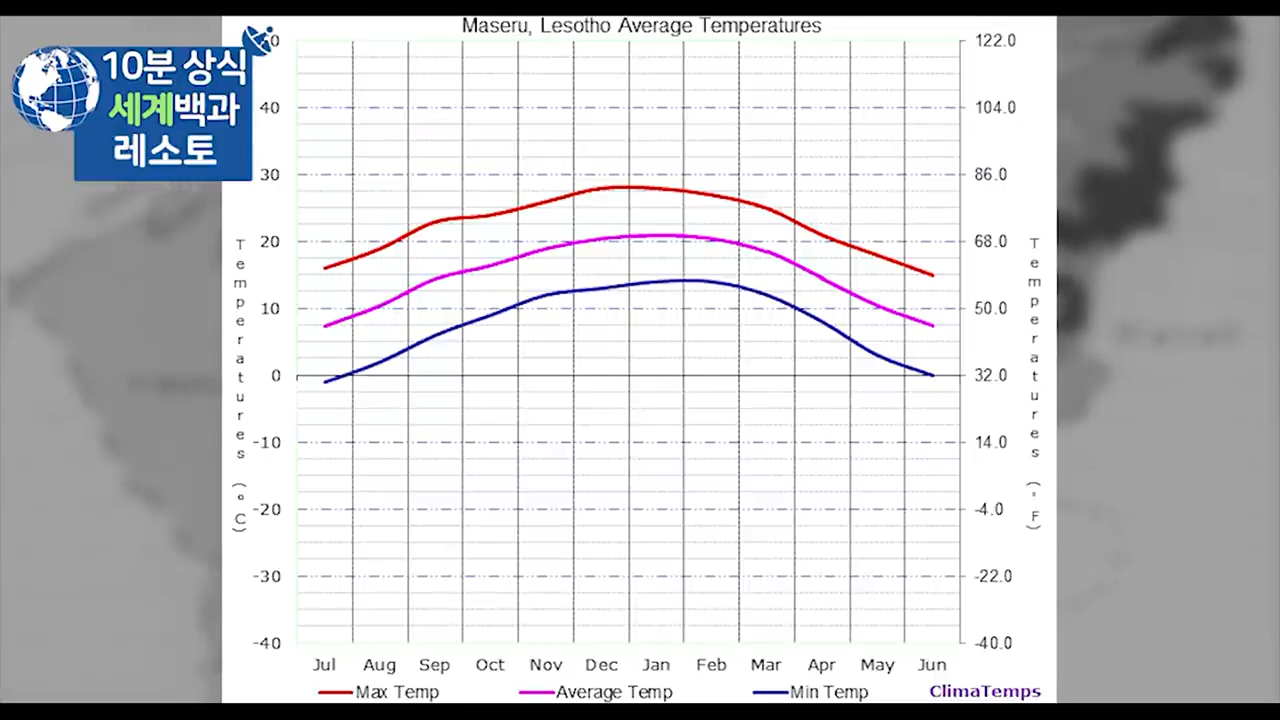 Maseru, Lesotho Average Temperatures
10분 상식
세계백과
레소토
0
40
30
20
10
0
-10
-20
-30
-40
Temperatures (°C)
122.0
104.0
86.0
68.0
50.0
32.0
14.0
-4.0
-22.0
-40.0
Temperatures (°F)
Jul Aug Sep Oct Nov Dec Jan Feb Mar Apr May Jun
Max Temp Average Temp Min Temp ClimaTemps